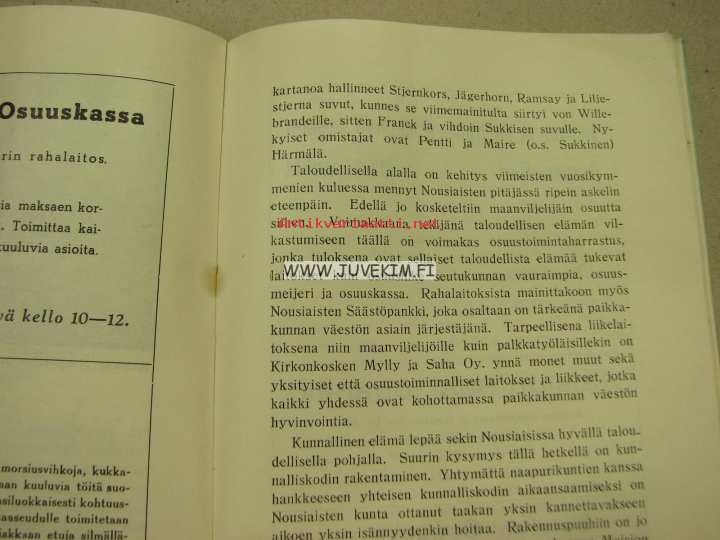 Osuuskassa
rin rahalaitos.
ia maksaen kor-
. Toimittaa kai-
kuuluvia asioita.
vä kello 10—12.
morsiusvihkoja, kukka-
aan kuuluvia töitä suo-
siluokkaisesti kohtuus-
aaseudulle toimitetaan
iakkaan etuja silmällä-
kartanoa hallinneet Stjernkors, Jägerhorn, Ramsay ja Lilje-
stjerna suvut, kunnes se viimemainitulta siirtyi von Wille-
brandeille, sitten Franck ja vihdoin Sukkisen suvulle. Ny-
kyiset omistajat ovat Pentti ja Maire (o.s. Sukkinen)
Härmälä.
Taloudellisella alalla on kehitys viimeisten vuosikym-
menien kuluessa mennyt Nousiaisten pitäjässä ripein askelin
eteenpäin. Edellä jo kosketeltiin maanviljelijäin osuutta
siihen. Voimakkaana tekijänä taloudellisen elämän vil-
kastumiseen täällä on voimakas osuustoimintaharrastus,
jonka tuloksena ovat sellaiset taloudellista elämää tukevat
seutukunnan vauraimpia, osuus-
WWW.JUVEKIM.FI
meijeri ja osuuskassa. Rahalaitoksista mainittakoon myös
Nousiaisten Säästöpankki, joka osaltaan on tärkeänä paikka-
kunnan väestön asiain järjestäjänä. Tarpeellisena liikelai-
toksena niin maanviljelijöille kuin palkkatyöläisillekin on
Kirkonkosken Mylly ja Saha Oy. ynnä monet muut sekä
yksityiset että osuustoiminnalliset laitokset ja liikkeet, jotka
kaikki yhdessä ovat kohottamassa paikkakunnan väestön
hyvinvointia.
Kunnallinen elämä lepää sekin Nousiaisissa hyvällä talou-
dellisella pohjalla. Suurin kysymys tällä hetkellä on kun-
nalliskodin rakentaminen. Yhtymättä naapurikuntien kanssa
hankkeeseen yhteisen kunnalliskodin aikaansaamiseksi on
Nousiaisten kunta ottanut taakan yksin kannettavakseen
aikoen yksin isännyydenkin hoitaa. Rakennuspuuhiin on jo